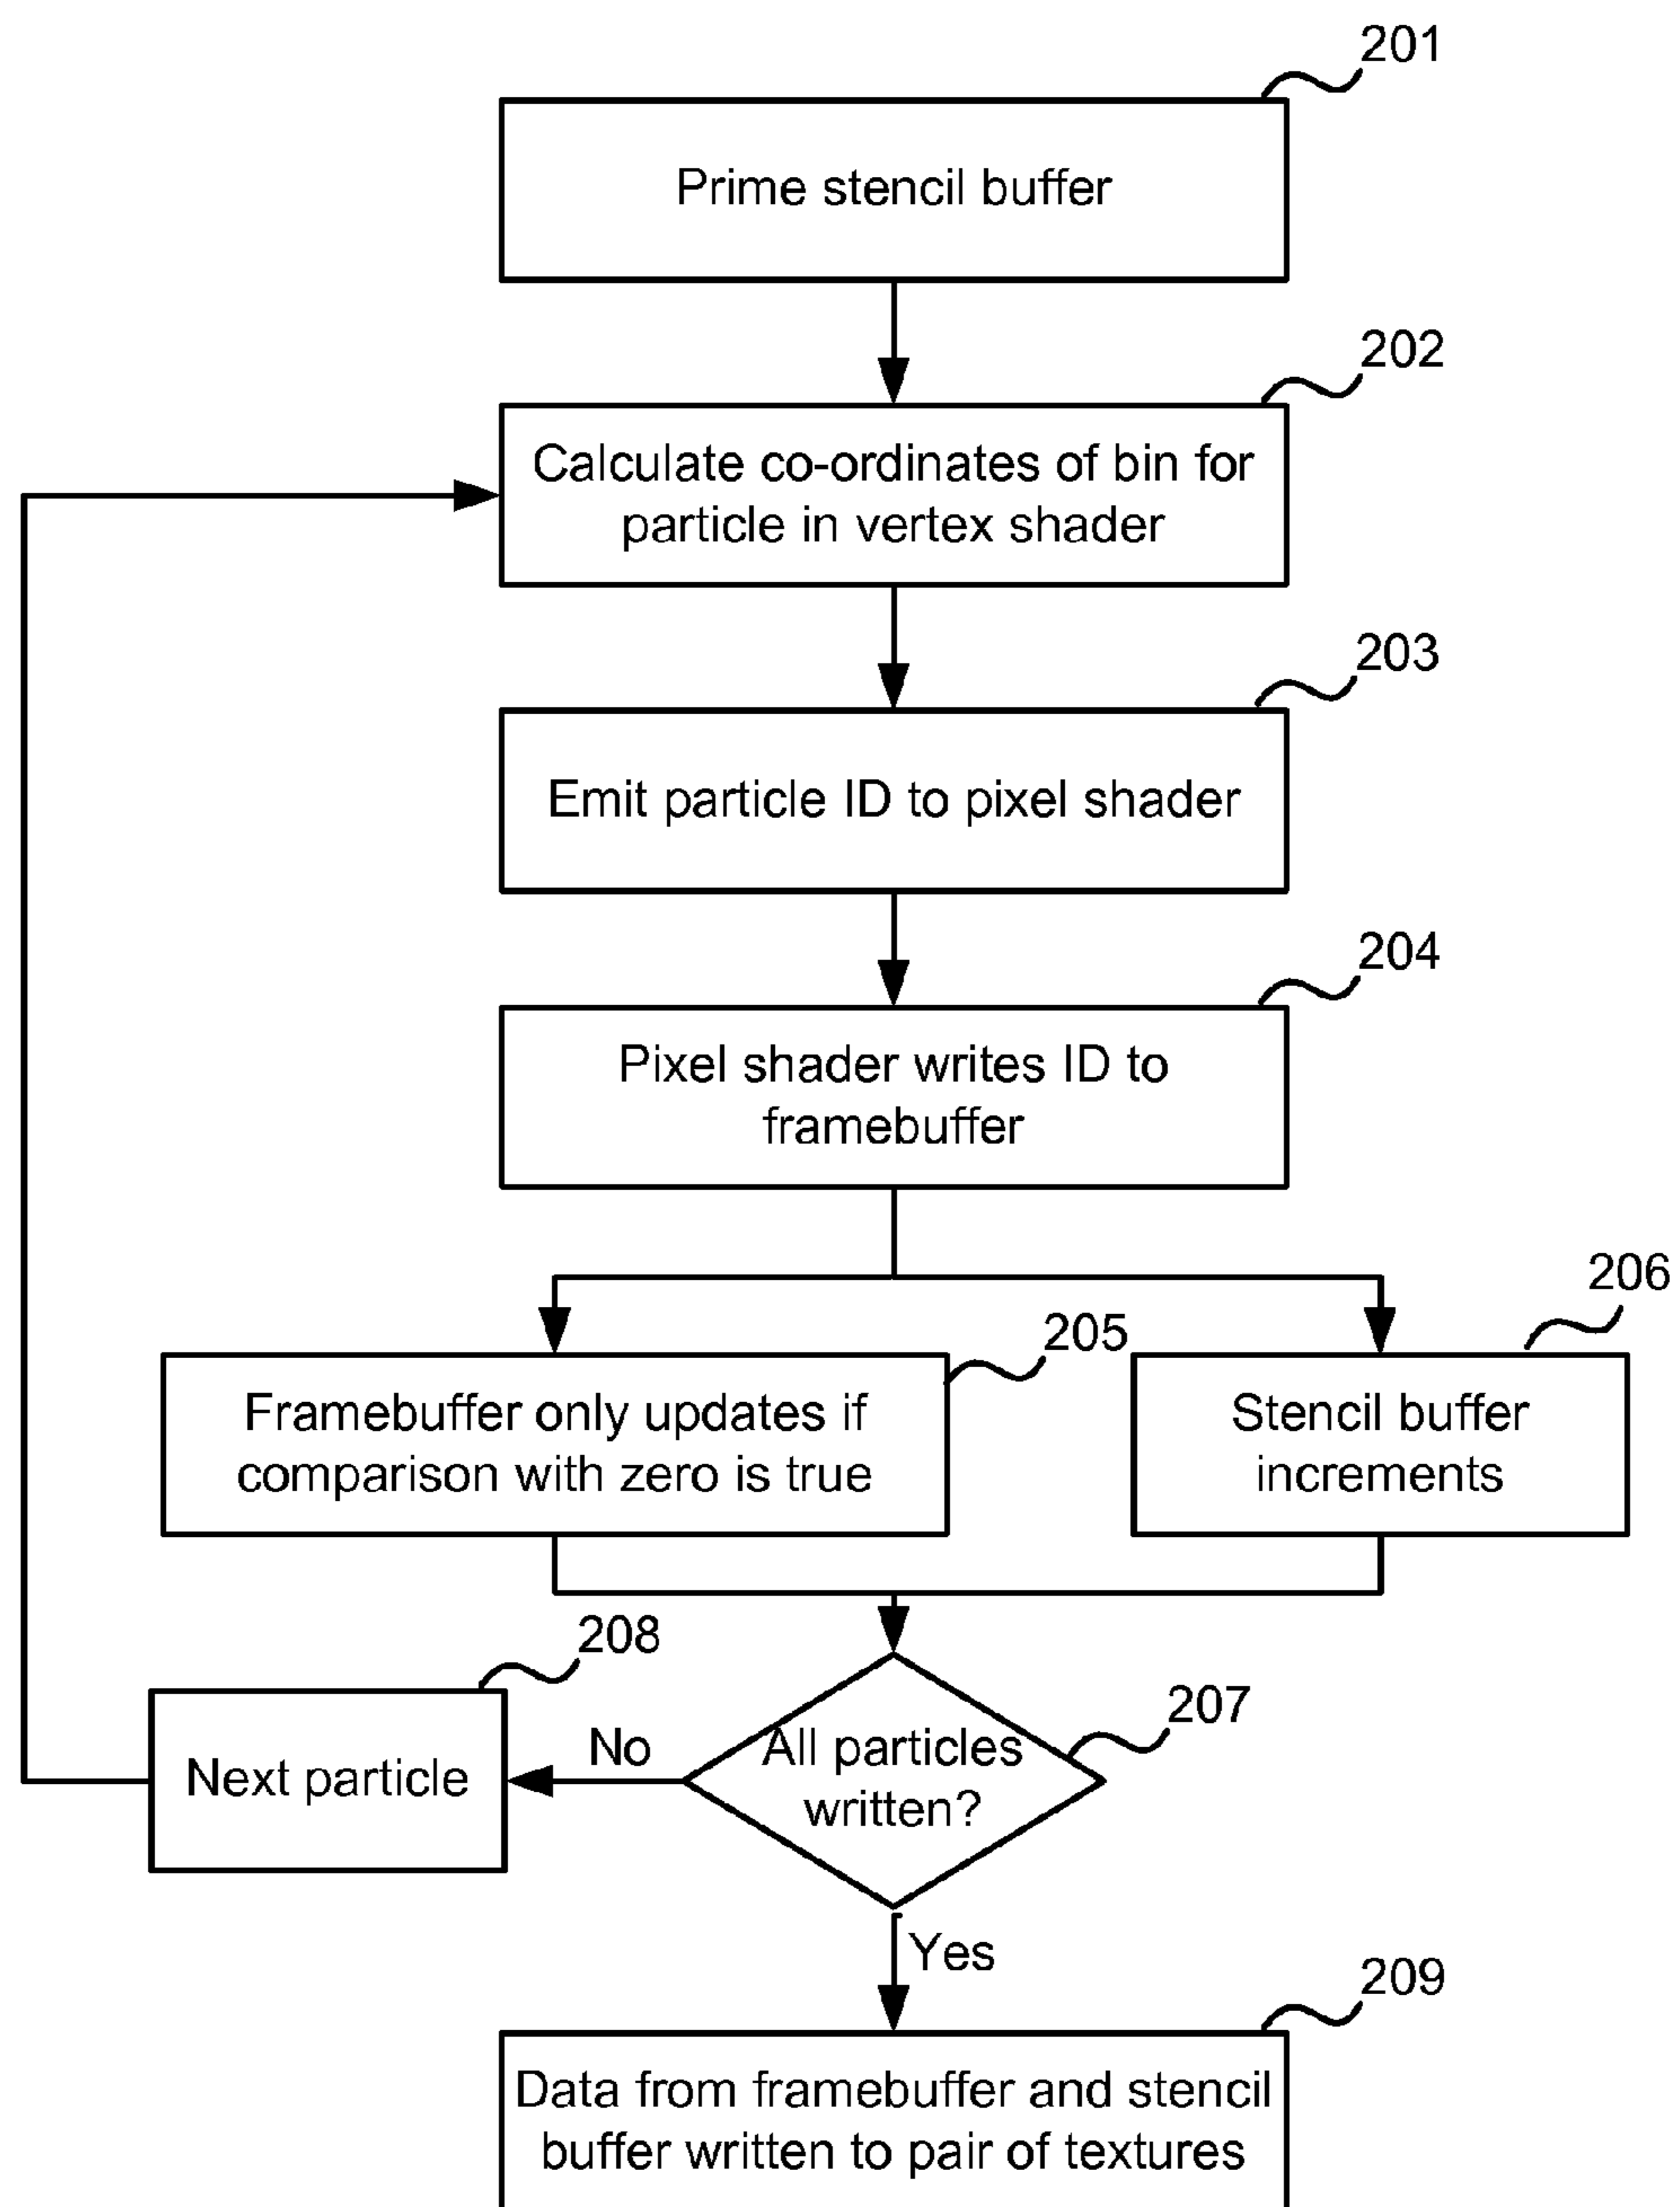 201
Prime stencil buffer
202
Calculate co-ordinates of bin for
particle in vertex shader
203
Emit particle ID to pixel shader
204
Pixel shader writes ID to
framebuffer
206
205
Framebuffer only updates if
comparison with zero is true
Stencil buffer
increments
208
207
Next particle
No
All particles
written?
Yes
209
Data from framebuffer and stencil
buffer written to pair of textures